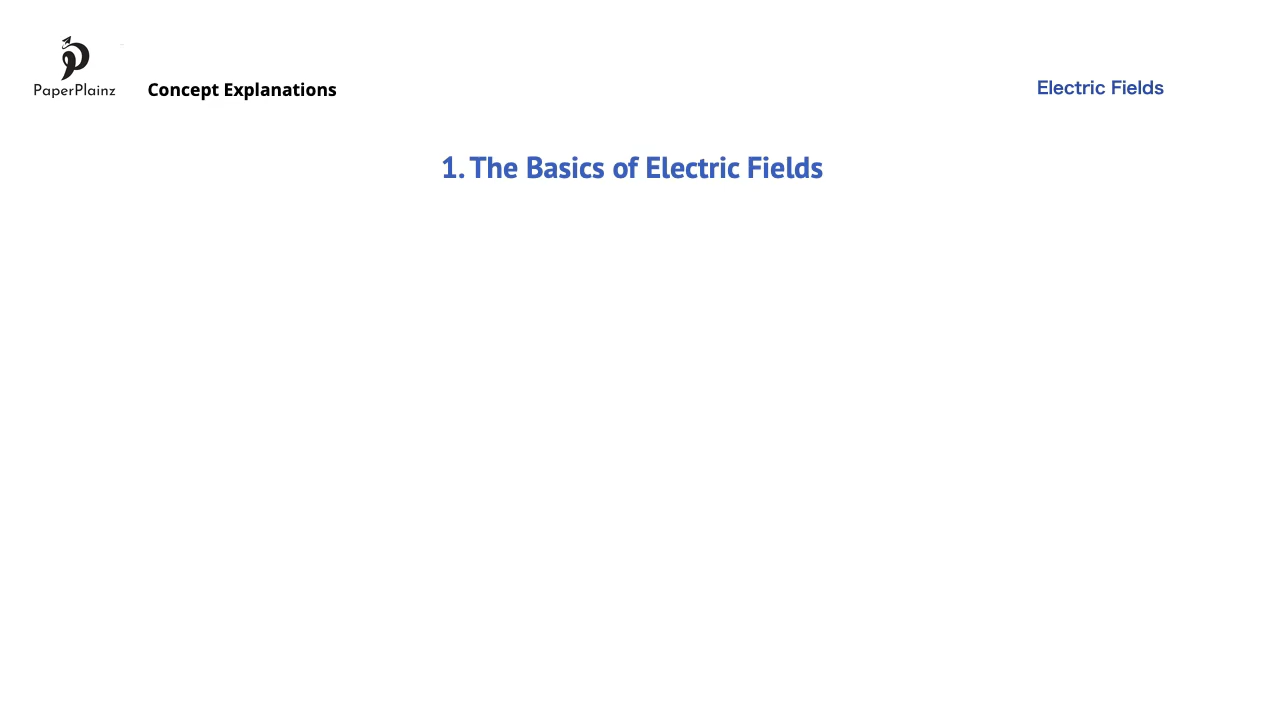 PaperPlainz
Concept Explanations
Electric Fields
1. The Basics of Electric Fields